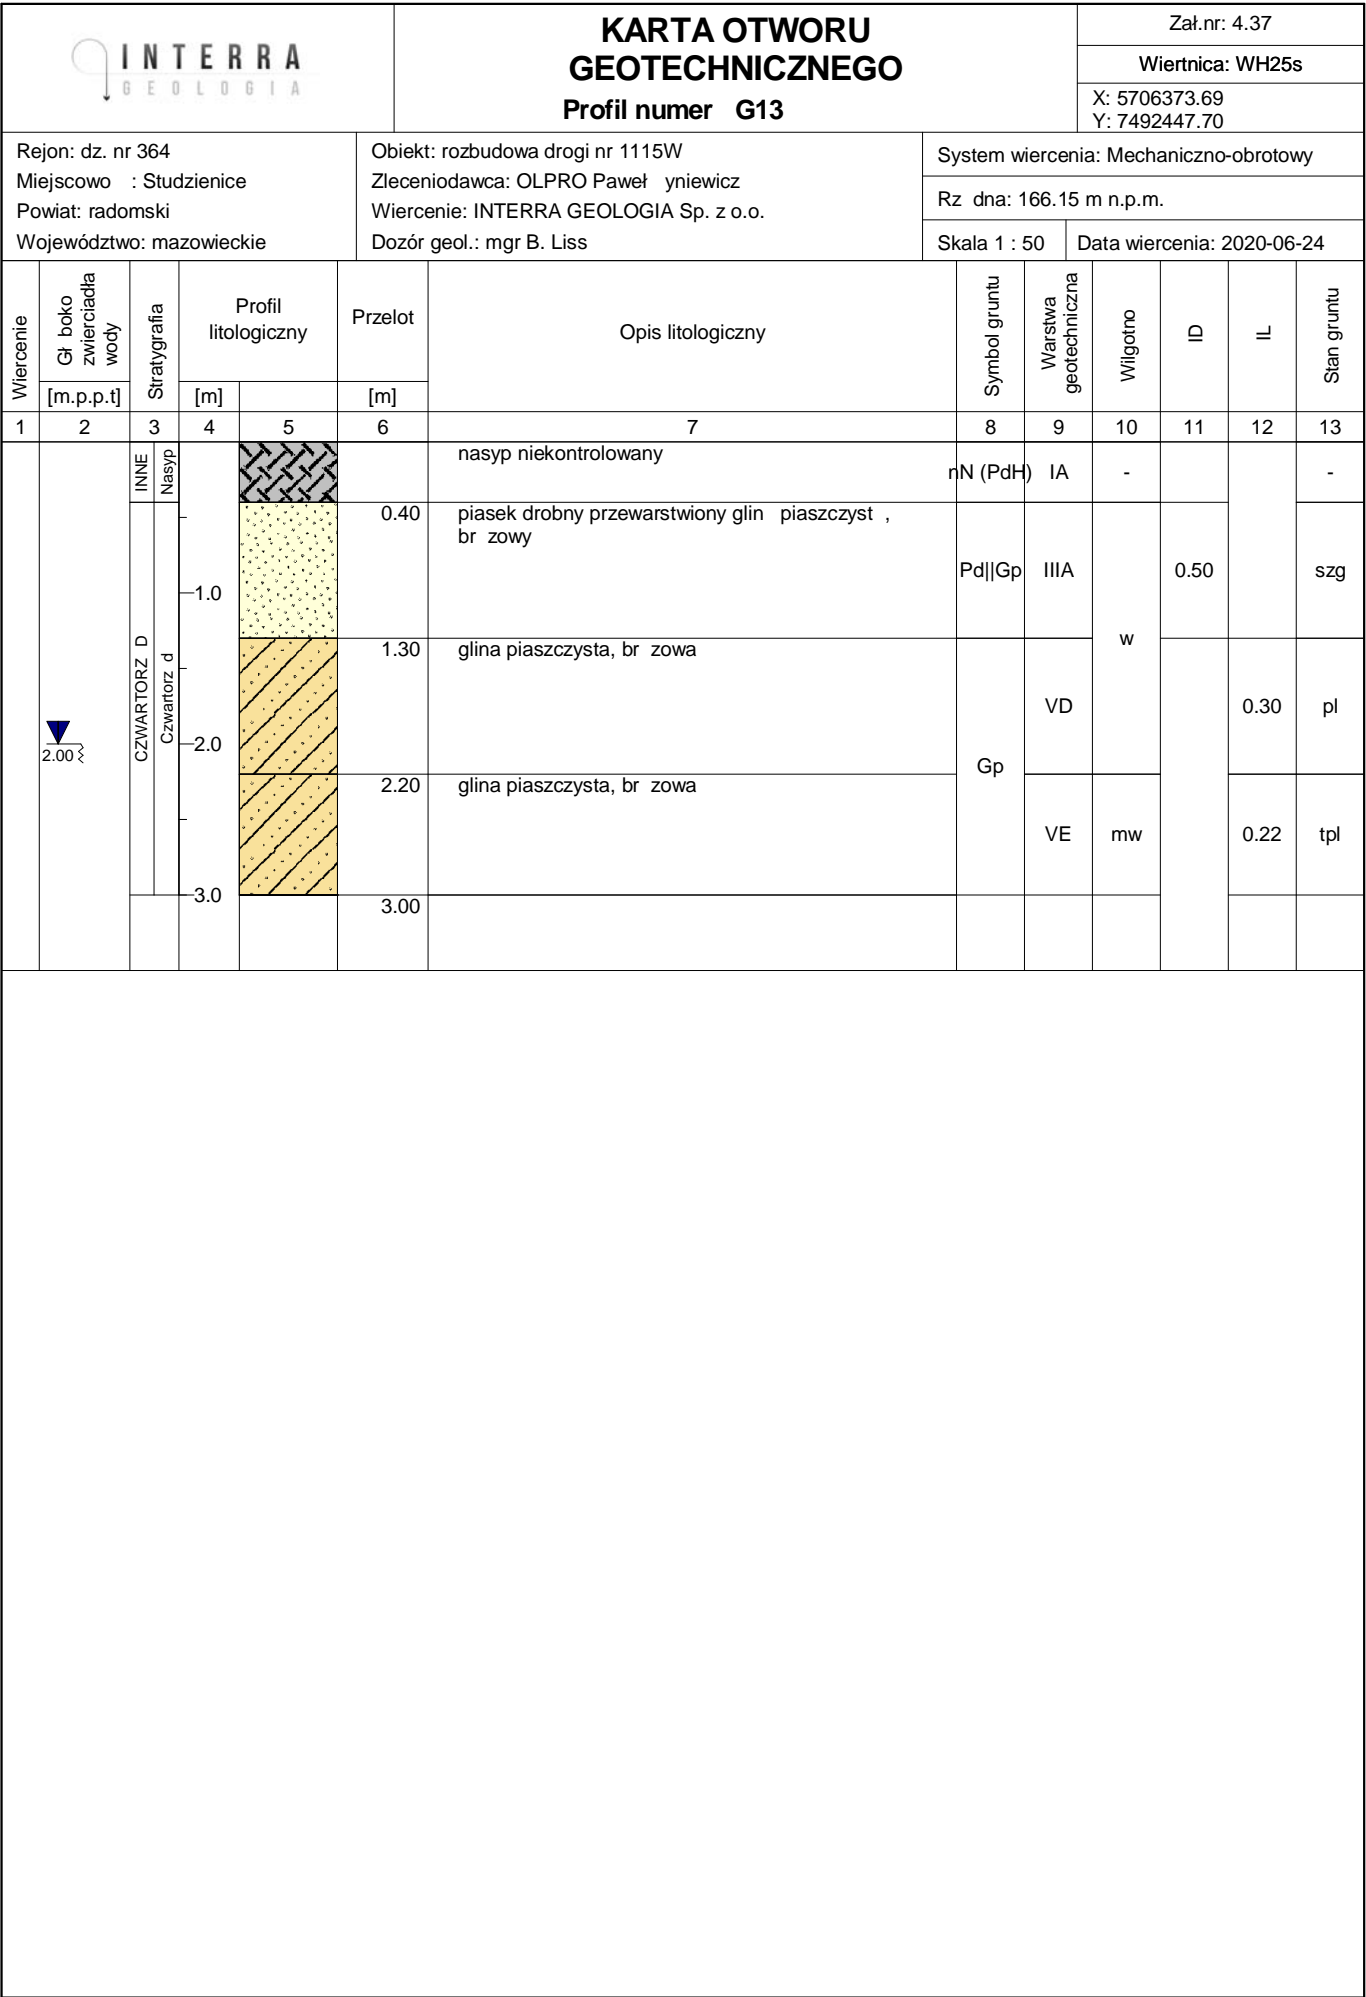 INTERRA
GEOLOGIA
KARTA OTWORU
GEOTECHNICZNEGO
Profil numer G13
Zał.nr: 4.37
Wiertnica: WH25s
X: 5706373.69
Y: 7492447.70
Rejon: dz. nr 364
Miejscowo : Studzienice
Powiat: radomski
Województwo: mazowieckie
Obiekt: rozbudowa drogi nr 1115W
Zleceniodawca: OLPRO Paweł yniewicz
Wiercenie: INTERRA GEOLOGIA Sp. z o.o.
Dozór geol.: mgr B. Liss
System wiercenia: Mechaniczno-obrotowy
Rz dna: 166.15 m n.p.m.
Skala 1 : 50
Data wiercenia: 2020-06-24
Wiercenie
Gł boko
zwierciadła
wody
[m.p.p.t]
Stratygrafia
Profil
litologiczny
[m]
Przelot
[m]
Opis litologiczny
Symbol gruntu
Warstwa
geotechniczna
Wilgotno
ID
IL
Stan gruntu
1 2 3 4 5 6 7 8 9 10 11 12 13
INNE
Nasyp
nasyp niekontrolowany
nN (PdH) IA - -
0.40 piasek drobny przewarstwiony glin piaszczyst ,
br zowy
Pd||Gp IIIA 0.50 szg
1.0
CZWARTORZ D
Czwartorz d
w
1.30 glina piaszczysta, br zowa
VD 0.30 pl
2.00
2.0
Gp
2.20 glina piaszczysta, br zowa
VE mw 0.22 tpl
3.0
3.00